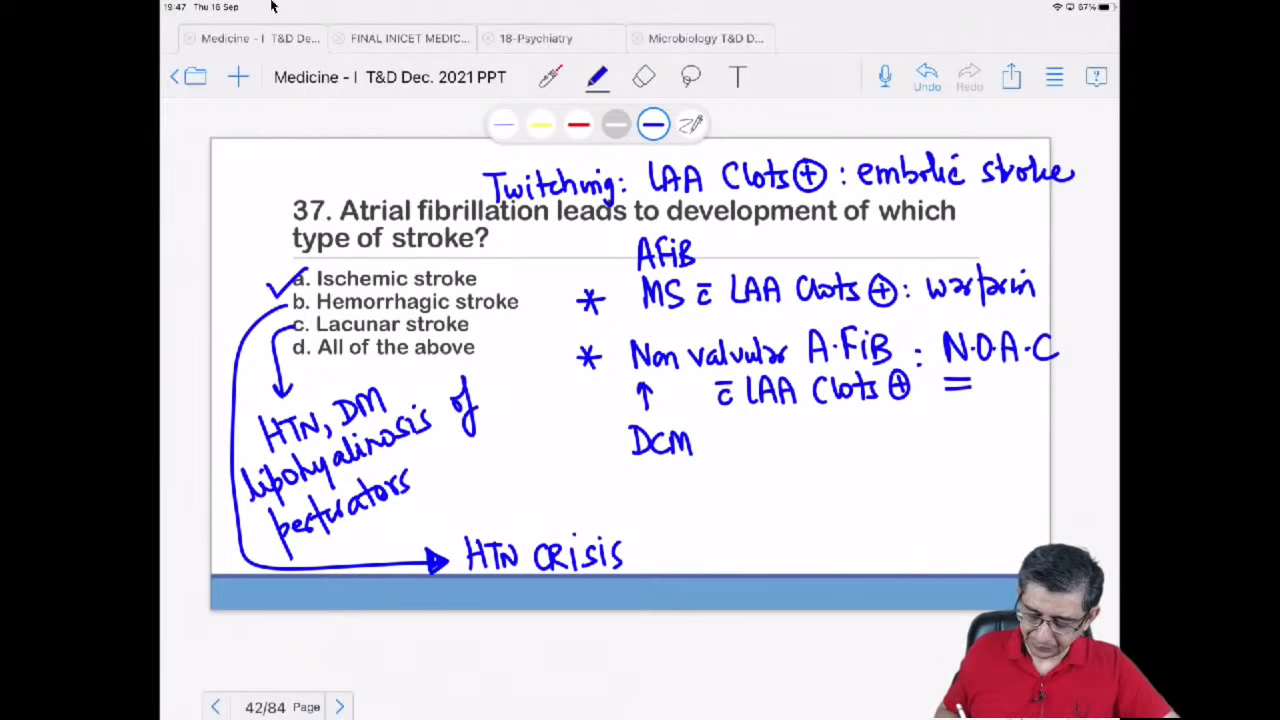 19:47 Thu 16 Sep
67%
Medicine - I T&D De...
FINAL INICET MEDIC...
18-Psychiatry
Microbiology T&D D...
Medicine - I T&D Dec. 2021 PPT
T
Undo
Redo
Twitching: LAA Clots ⊕ : embolic stroke
37. Atrial fibrillation leads to development of which
type of stroke?
AFiB
a. Ischemic stroke
b. Hemorrhagic stroke
c. Lacunar stroke
d. All of the above
* MS c̄ LAA Clots ⊕ : warfarin
* Non valvular A.FiB : N.O.A.C
c̄ LAA Clots ⊕
↑
DCM
HTN, DM
lipohyalinosis of
perforators
HTN CRISIS
42/84 Page